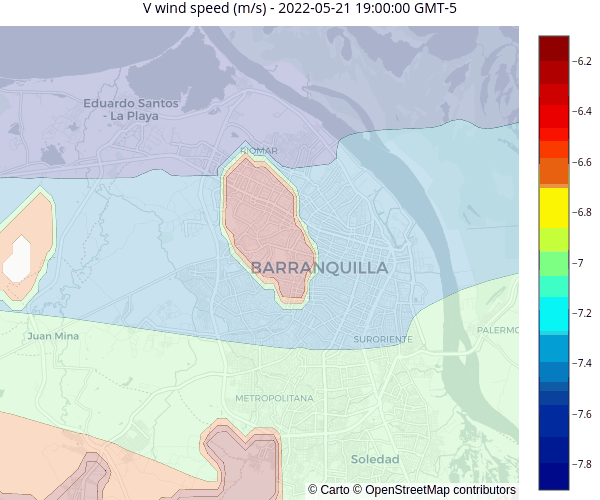 V wind speed (m/s) - 2022-05-21 19:00:00 GMT-5
−6.2
Eduardo Santos
- La Playa
−6.4
RIOMAR
−6.6
−6.8
−7
BARRANQUILLA
−7.2
Juan Mina
SURORIENTE
PALERMO
−7.4
METROPOLITANA
−7.6
Soledad
−7.8
© Carto © OpenStreetMap contributors